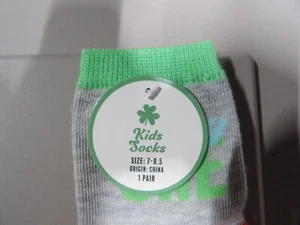 Kids
Socks
SIZE: 7-8.5
ORIGIN: CHINA
1 PAIR